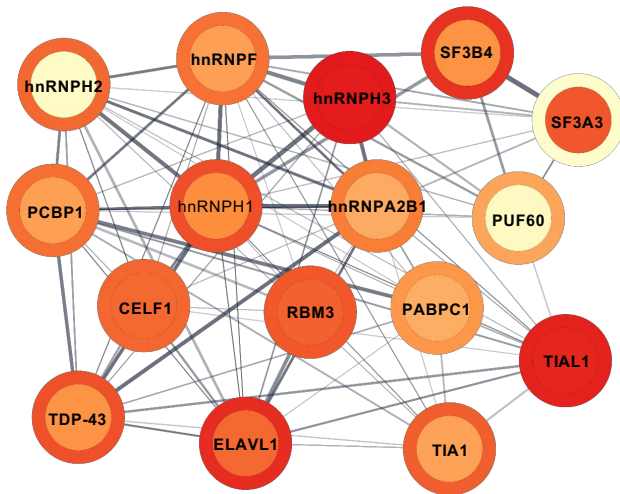 SF3B4
hnRNPF
hnRNPH2
hnRNPH3
SF3A3
PCBP1
hnRNPH1
hnRNPA2B1
PUF60
CELF1
RBM3
PABPC1
TIAL1
TDP-43
ELAVL1
TIA1